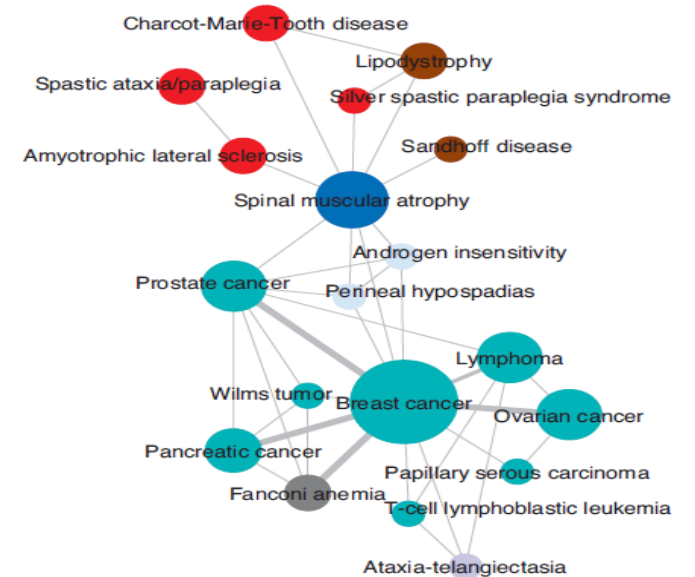 Charcot-Marie-Tooth disease
Lipodystrophy
Spastic ataxia/paraplegia
Silver spastic paraplegia syndrome
Sandhoff disease
Amyotrophic lateral sclerosis
Spinal muscular atrophy
Androgen insensitivity
Prostate cancer
Perineal hypospadias
Lymphoma
Wilms tumor
Breast cancer
Ovarian cancer
Pancreatic cancer
Papillary serous carcinoma
Fanconi anemia
T-cell lymphoblastic leukemia
Ataxia-telangiectasia